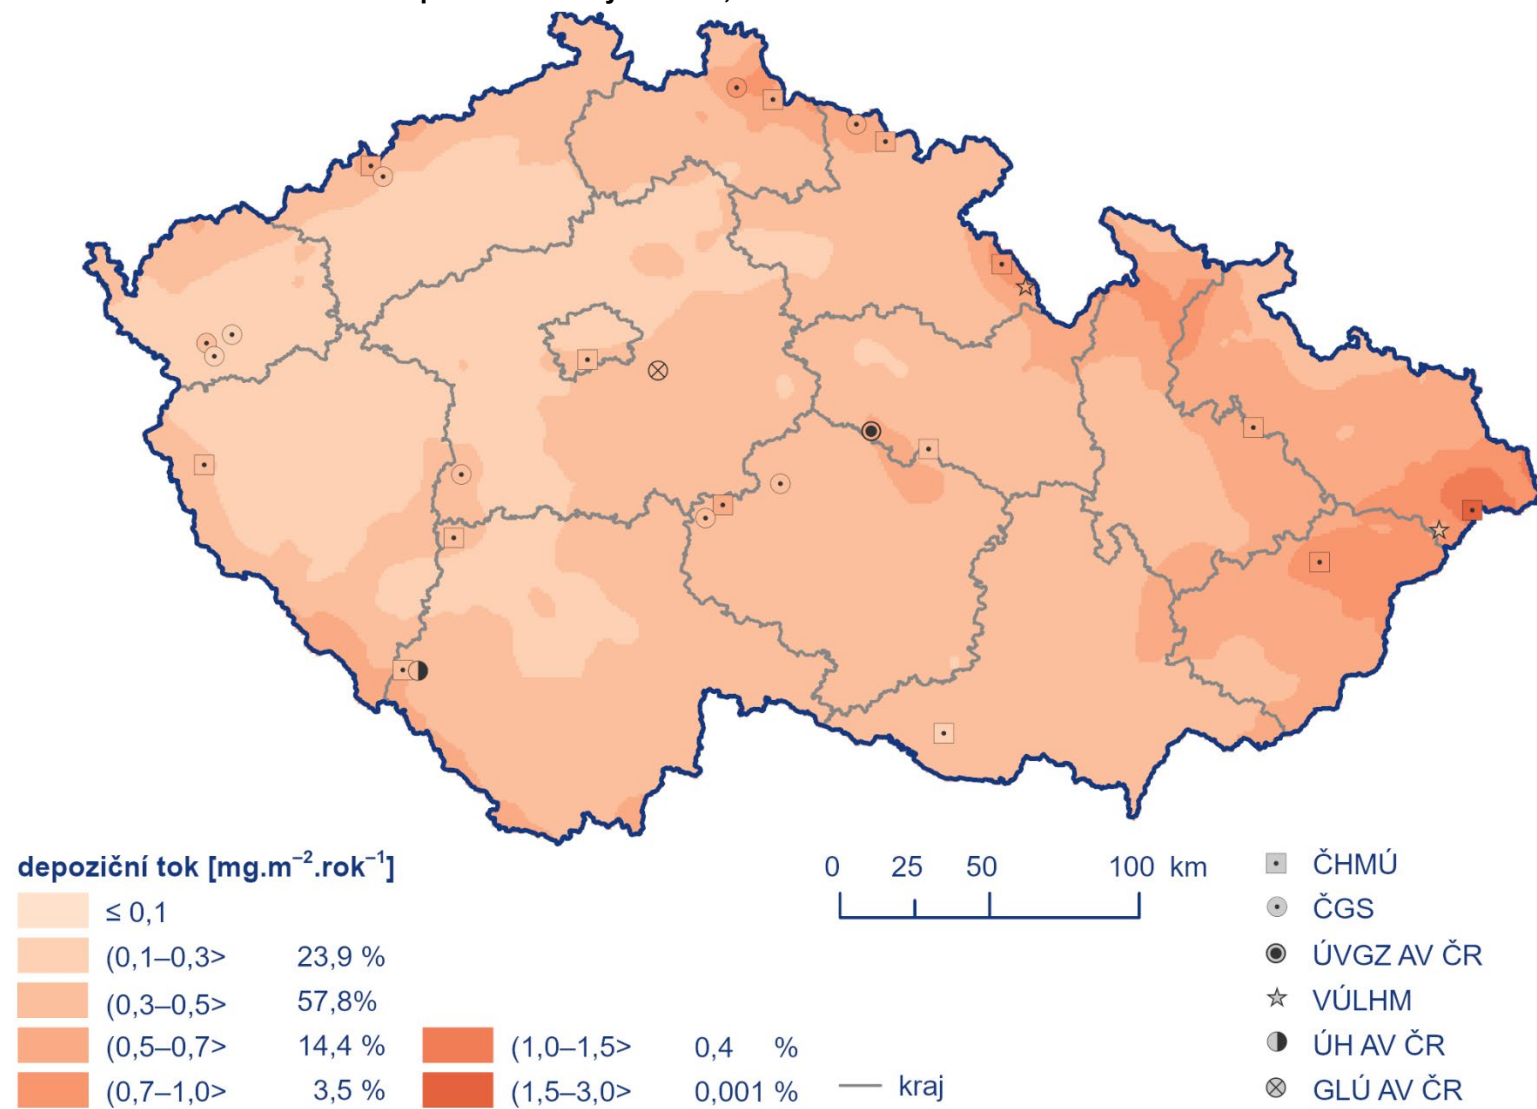 depoziční tok [mg.m⁻².rok⁻¹]
≤ 0,1
(0,1–0,3> 23,9 %
(0,3–0,5> 57,8%
(0,5–0,7> 14,4 %
(0,7–1,0> 3,5 %
(1,0–1,5> 0,4 %
(1,5–3,0> 0,001 %
0 25 50 100 km
kraj
ČHMÚ
ČGS
ÚVGZ AV ČR
VÚLHM
ÚH AV ČR
GLÚ AV ČR